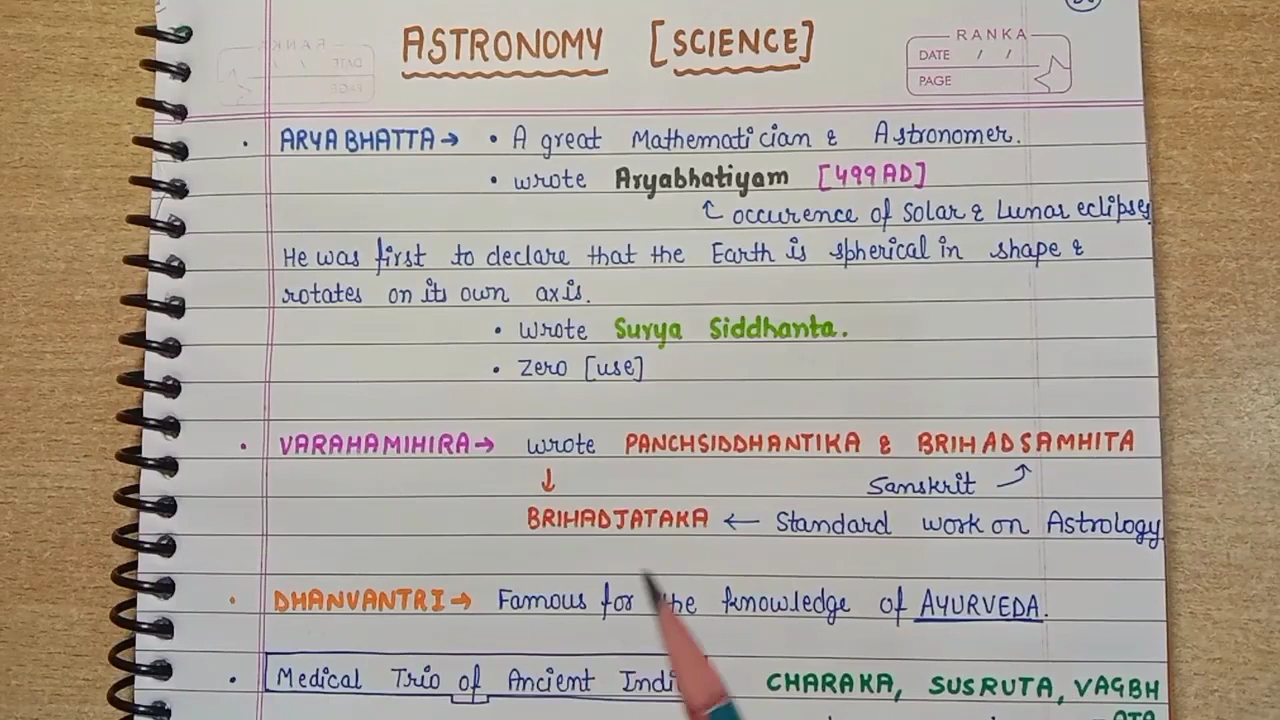 ASTRONOMY [SCIENCE]
RANKA
DATE / /
PAGE
• ARYABHATTA → • A great Mathematician & Astronomer.
• wrote Aryabhatiyam [499AD]
occurence of Solar & Lunar eclipses
He was first to declare that the Earth is spherical in shape &
rotates on its own axis.
• wrote Surya Siddhanta.
• Zero [use]
• VARAHAMIHIRA → wrote PANCHSIDDHANTIKA & BRIHADSAMHITA
↓ Sanskrit
BRIHADJATAKA ← Standard work on Astrology
• DHANVANTRI → Famous for the knowledge of AYURVEDA.
• Medical Trio of Ancient Indi CHARAKA, SUSRUTA, VAGBH